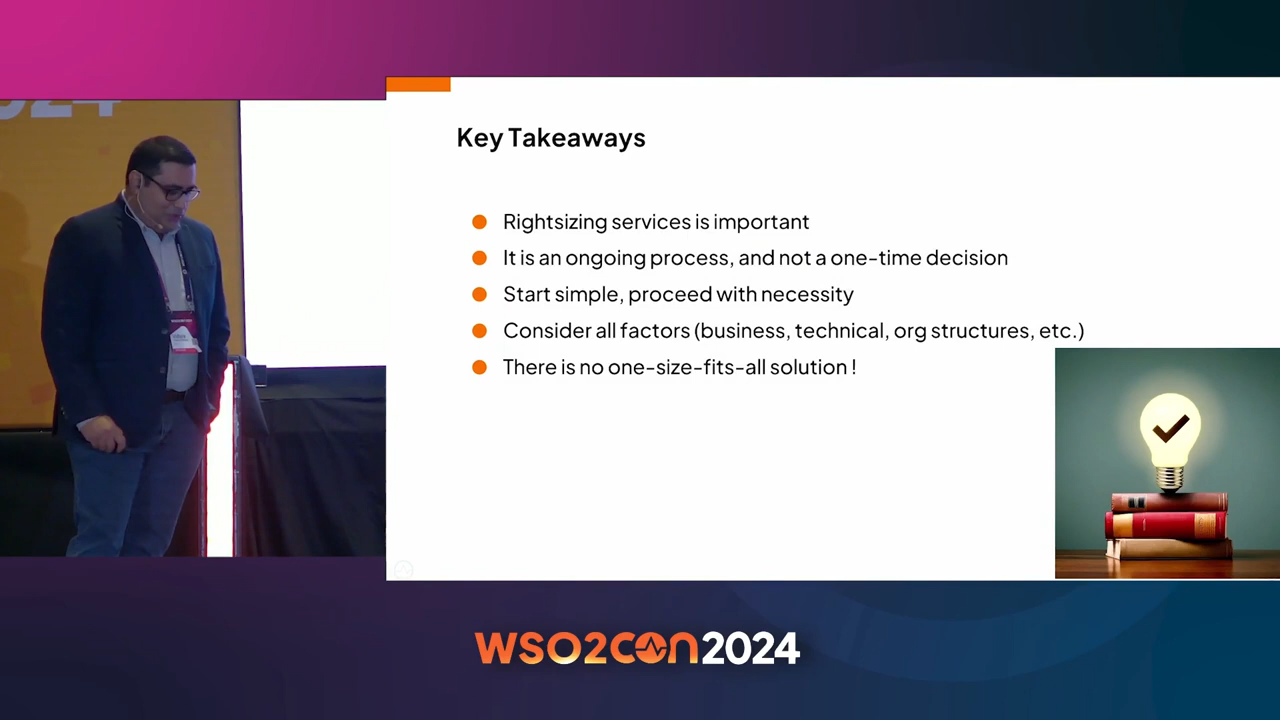 024
Key Takeaways
Rightsizing services is important
It is an ongoing process, and not a one-time decision
Start simple, proceed with necessity
Consider all factors (business, technical, org structures, etc.)
There is no one-size-fits-all solution !
WSO2CON2024